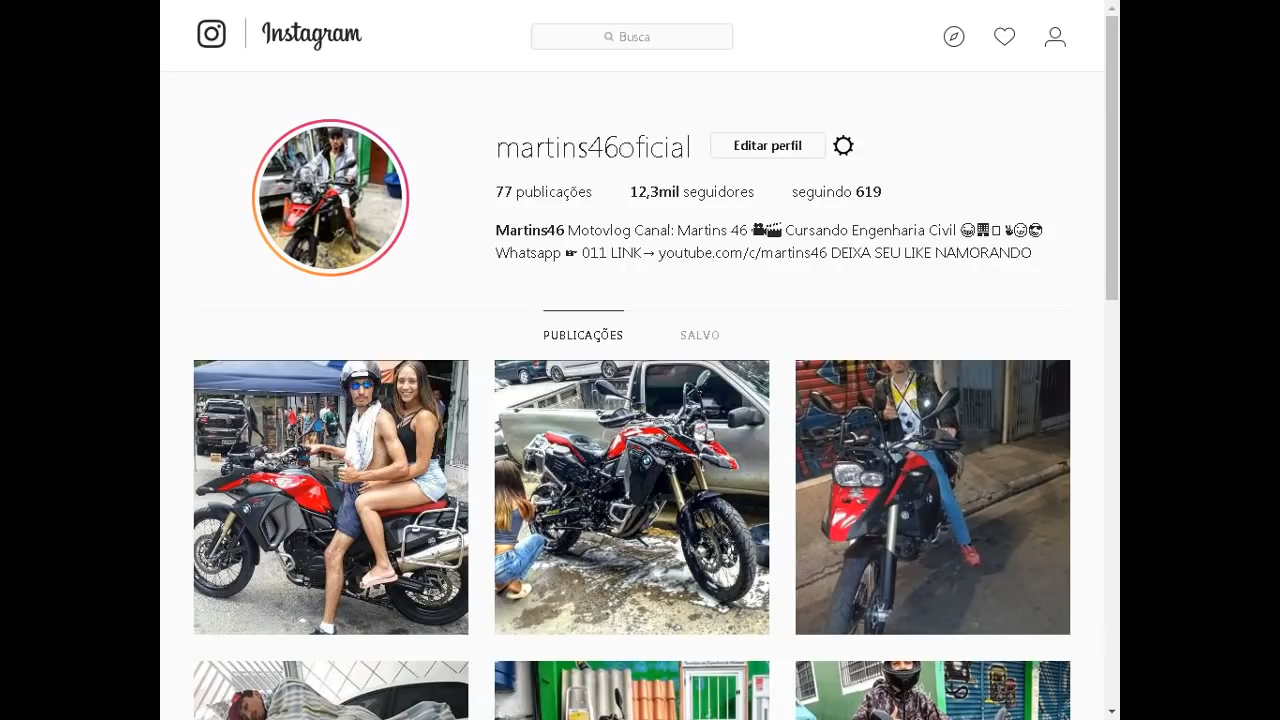 Instagram
Busca
martins46oficial
Editar perfil
77 publicações 12,3mil seguidores seguindo 619
Martins46 Motovlog Canal: Martins 46 🎥🎬 Cursando Engenharia Civil
Whatsapp ☛ 011 LINK→ youtube.com/c/martins46 DEIXA SEU LIKE NAMORANDO
PUBLICAÇÕES SALVO